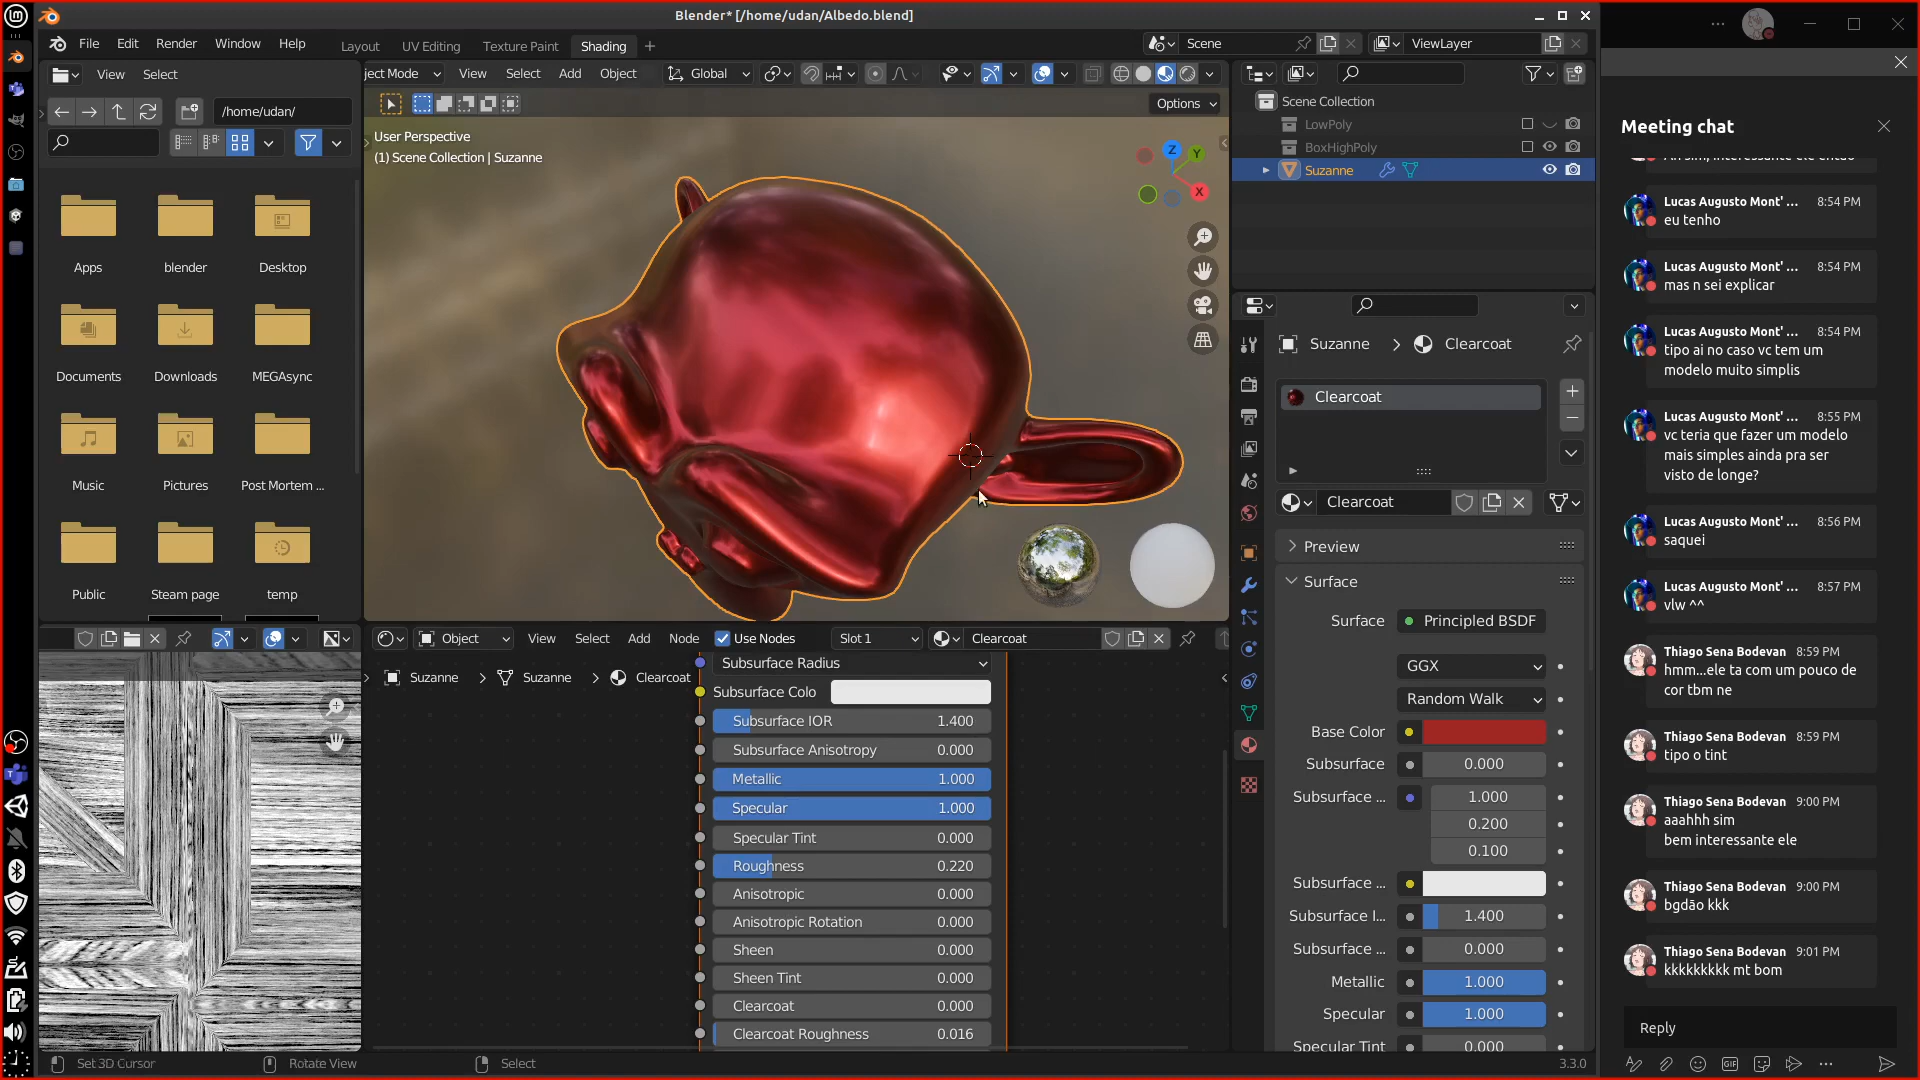 Blender* [/home/udan/Albedo.blend]
File
Edit
Render
Window
Help
Layout
UV Editing
Texture Paint
Shading
Scene
ViewLayer
View
Select
ject Mode
View
Select
Add
Object
Global
/home/udan/
Options
User Perspective
(1) Scene Collection | Suzanne
Z
Y
X
Apps
blender
Desktop
Documents
Downloads
MEGAsync
Music
Pictures
Post Mortem ...
Public
Steam page
temp
Scene Collection
LowPoly
BoxHighPoly
Suzanne
Suzanne
Clearcoat
Clearcoat
Clearcoat
Preview
Surface
Surface
Principled BSDF
GGX
Random Walk
Base Color
Subsurface
0.000
Subsurface ...
1.000
0.200
0.100
Subsurface ...
Subsurface I...
1.400
Subsurface ...
0.000
Metallic
1.000
Specular
1.000
Specular Tint
0.000
Object
View
Select
Add
Node
Use Nodes
Slot 1
Clearcoat
Suzanne
Suzanne
Clearcoat
Subsurface Radius
Subsurface Colo
Subsurface IOR
1.400
Subsurface Anisotropy
0.000
Metallic
1.000
Specular
1.000
Specular Tint
0.000
Roughness
0.220
Anisotropic
0.000
Anisotropic Rotation
0.000
Sheen
0.000
Sheen Tint
0.000
Clearcoat
0.000
Clearcoat Roughness
0.016
Set 3D Cursor
Rotate View
Select
3.3.0
Meeting chat
Lucas Augusto Mont' ...
8:54 PM
eu tenho
Lucas Augusto Mont' ...
8:54 PM
mas n sei explicar
Lucas Augusto Mont' ...
8:54 PM
tipo ai no caso vc tem um
modelo muito simplis
Lucas Augusto Mont' ...
8:55 PM
vc teria que fazer um modelo
mais simples ainda pra ser
visto de longe?
Lucas Augusto Mont' ...
8:56 PM
saquei
Lucas Augusto Mont' ...
8:57 PM
vlw ^^
Thiago Sena Bodevan
8:59 PM
hmm...ele ta com um pouco de
cor tbm ne
Thiago Sena Bodevan
8:59 PM
tipo o tint
Thiago Sena Bodevan
9:00 PM
aaahhh sim
bem interessante ele
Thiago Sena Bodevan
9:00 PM
bgdão kkk
Thiago Sena Bodevan
9:01 PM
kkkkkkkkk mt bom
Reply
GIF